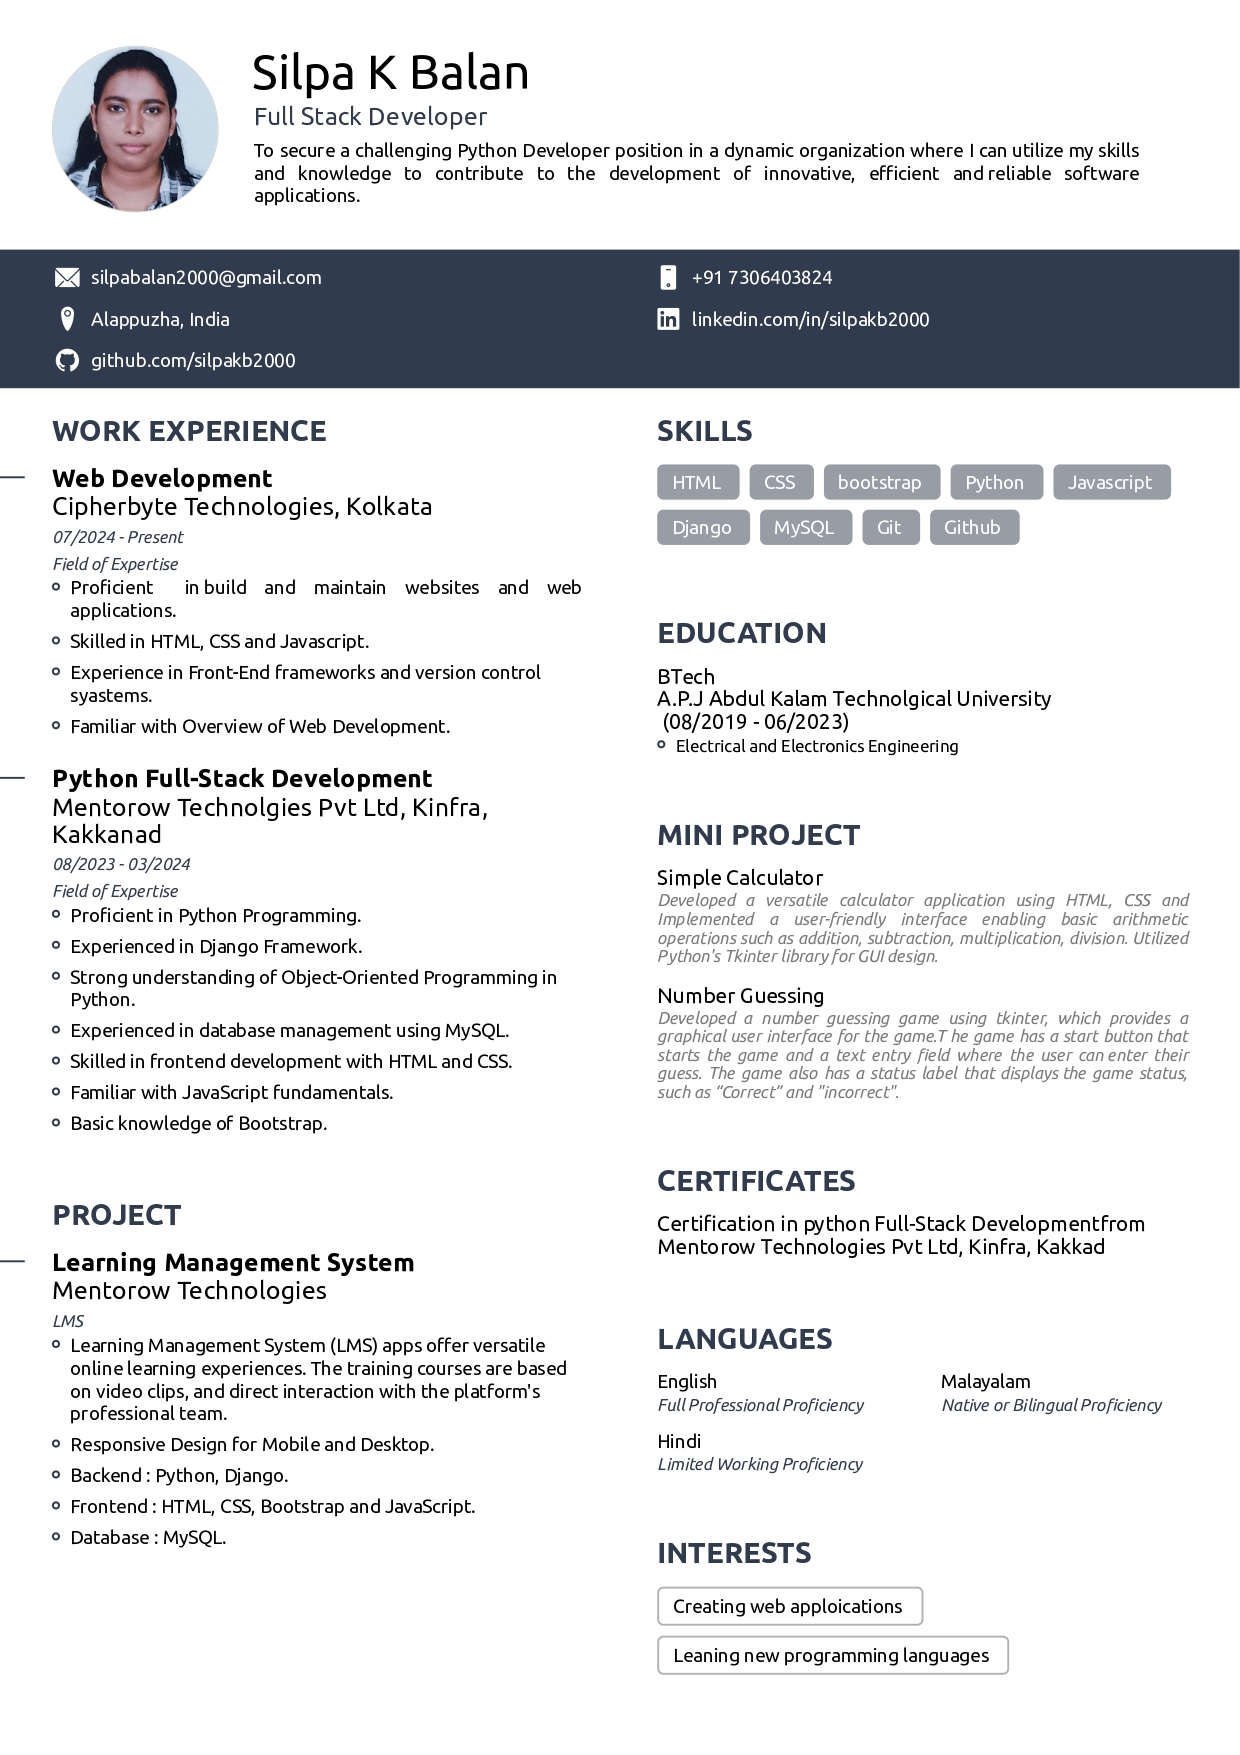 Silpa K Balan
Full Stack Developer
To secure a challenging Python Developer position in a dynamic organization where I can utilize my skills
and knowledge to contribute to the development of innovative, efficient and reliable software
applications.
silpabalan2000@gmail.com
+91 7306403824
Alappuzha, India
linkedin.com/in/silpakb2000
github.com/silpakb2000
WORK EXPERIENCE
Web Development
Cipherbyte Technologies, Kolkata
07/2024 - Present
Field of Expertise
Proficient in build and maintain websites and web
applications.
Skilled in HTML, CSS and Javascript.
Experience in Front-End frameworks and version control
syastems.
Familiar with Overview of Web Development.
Python Full-Stack Development
Mentorow Technolgies Pvt Ltd, Kinfra,
Kakkanad
08/2023 - 03/2024
Field of Expertise
Proficient in Python Programming.
Experienced in Django Framework.
Strong understanding of Object-Oriented Programming in
Python.
Experienced in database management using MySQL.
Skilled in frontend development with HTML and CSS.
Familiar with JavaScript fundamentals.
Basic knowledge of Bootstrap.
PROJECT
Learning Management System
Mentorow Technologies
LMS
Learning Management System (LMS) apps offer versatile
online learning experiences. The training courses are based
on video clips, and direct interaction with the platform's
professional team.
Responsive Design for Mobile and Desktop.
Backend : Python, Django.
Frontend : HTML, CSS, Bootstrap and JavaScript.
Database : MySQL.
SKILLS
HTML CSS bootstrap Python Javascript
Django MySQL Git Github
EDUCATION
BTech
A.P.J Abdul Kalam Technolgical University
(08/2019 - 06/2023)
Electrical and Electronics Engineering
MINI PROJECT
Simple Calculator
Developed a versatile calculator application using HTML, CSS and
Implemented a user-friendly interface enabling basic arithmetic
operations such as addition, subtraction, multiplication, division. Utilized
Python's Tkinter library for GUI design.
Number Guessing
Developed a number guessing game using tkinter, which provides a
graphical user interface for the game.T he game has a start button that
starts the game and a text entry field where the user can enter their
guess. The game also has a status label that displays the game status,
such as “Correct” and "incorrect".
CERTIFICATES
Certification in python Full-Stack Developmentfrom
Mentorow Technologies Pvt Ltd, Kinfra, Kakkad
LANGUAGES
English Malayalam
Full Professional Proficiency Native or Bilingual Proficiency
Hindi
Limited Working Proficiency
INTERESTS
Creating web apploications
Leaning new programming languages